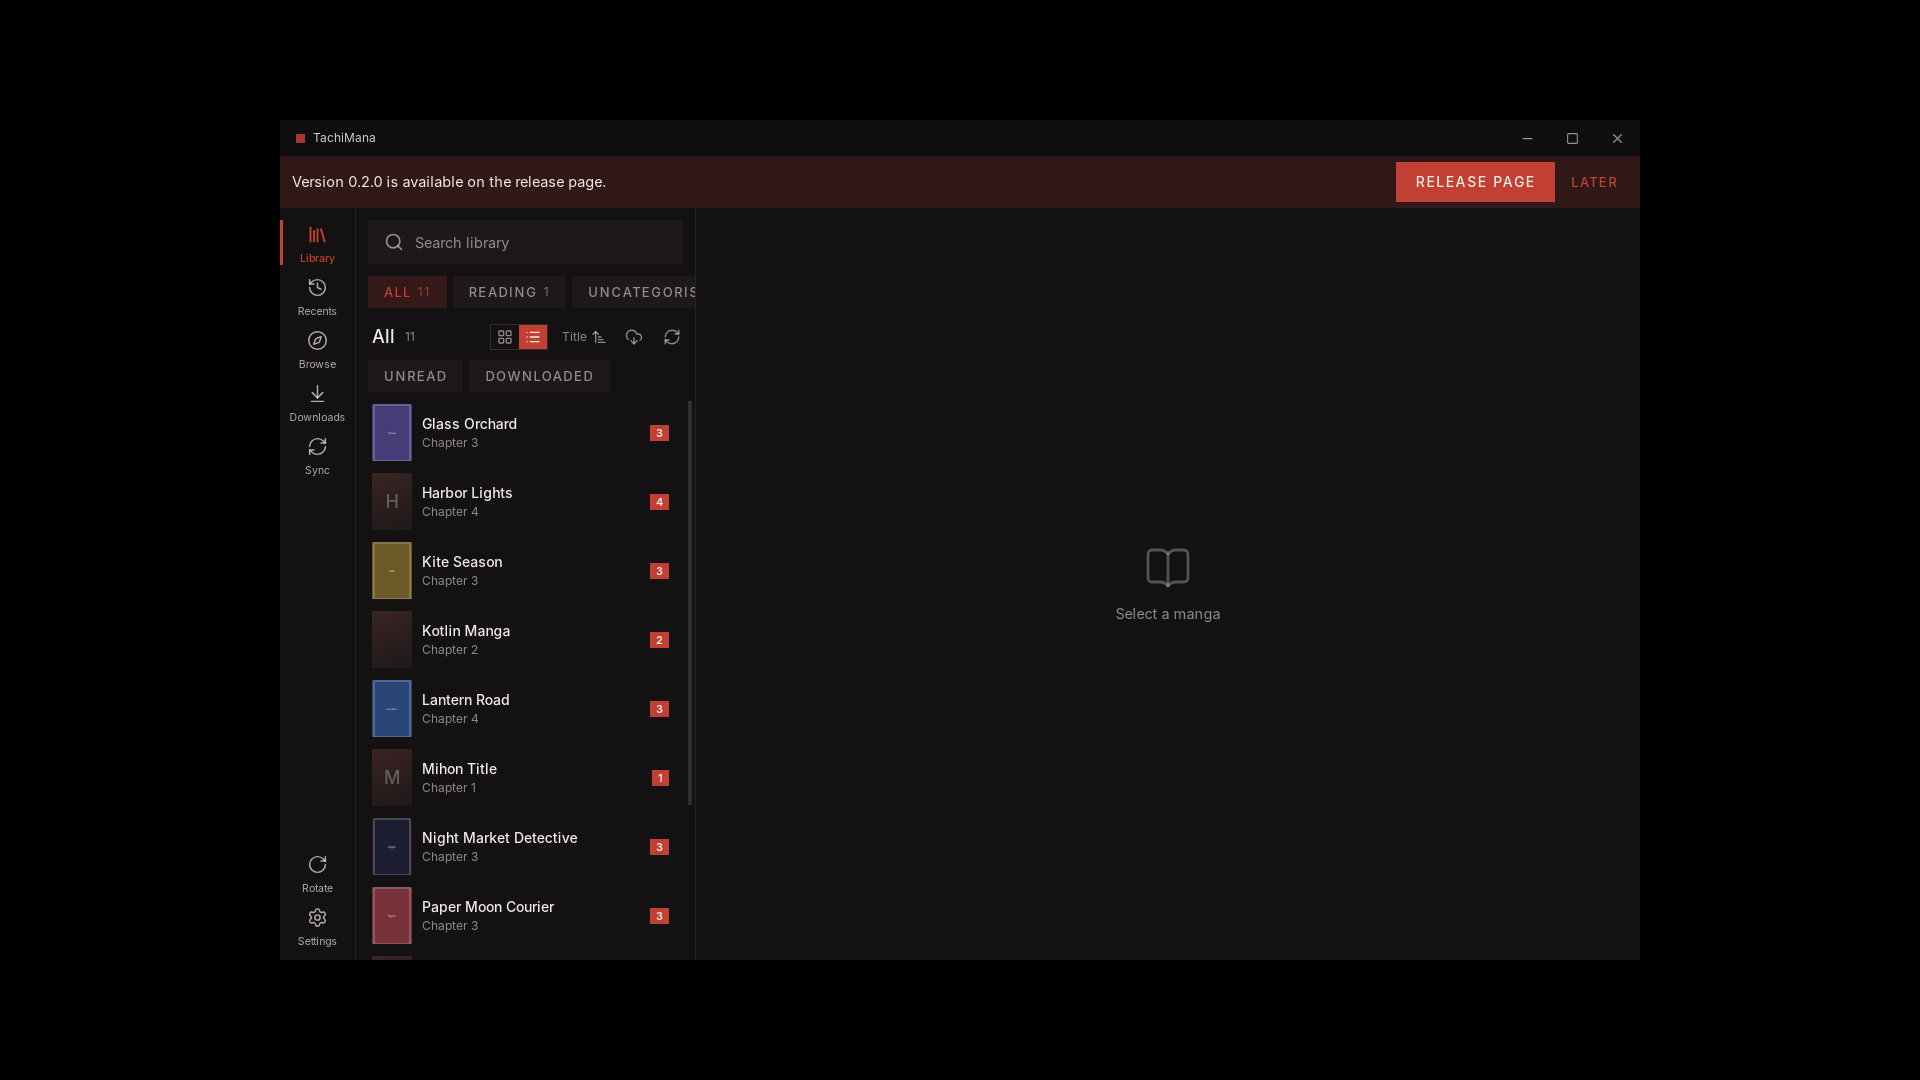 TachiMana
Version 0.2.0 is available on the release page.
RELEASE PAGE
LATER
Library
Recents
Browse
Downloads
Sync
Rotate
Settings
Search library
ALL 11
READING 1
UNCATEGORIS
All 11
Title
UNREAD
DOWNLOADED
Glass Orchard
Chapter 3
3
H
Harbor Lights
Chapter 4
4
Kite Season
Chapter 3
3
Kotlin Manga
Chapter 2
2
Lantern Road
Chapter 4
3
M
Mihon Title
Chapter 1
1
Night Market Detective
Chapter 3
3
Paper Moon Courier
Chapter 3
3
Select a manga